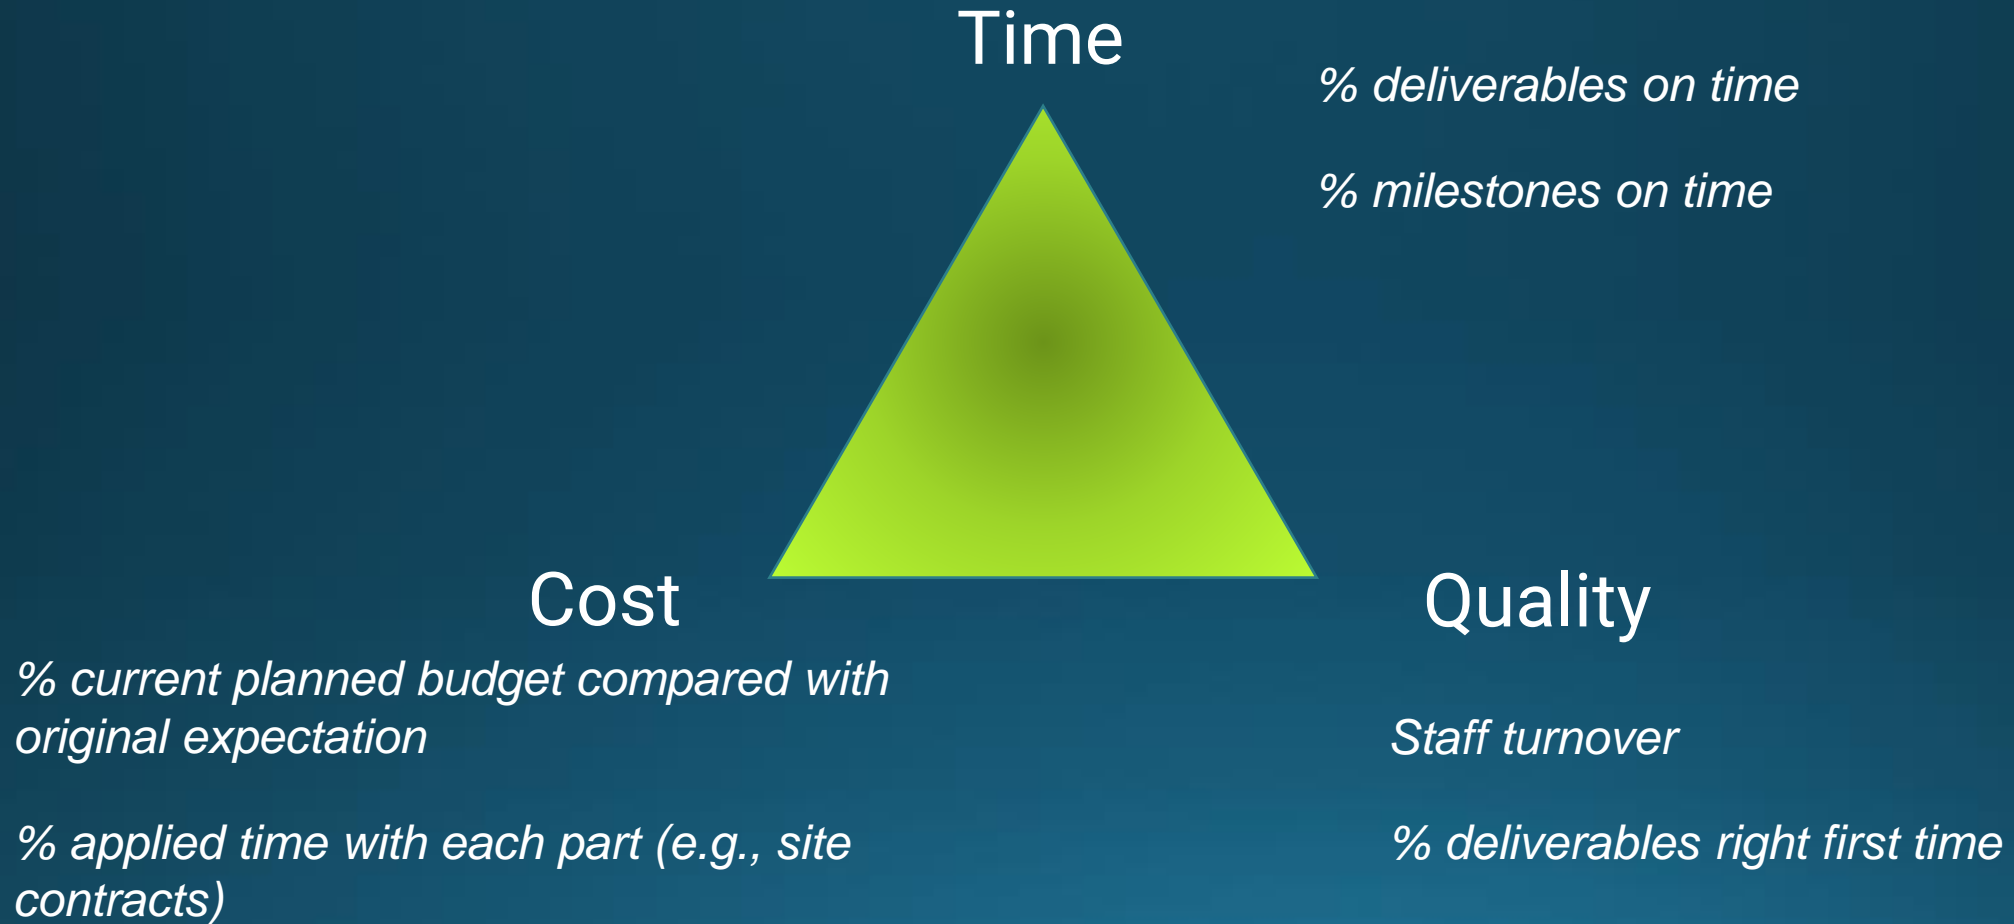 Time
% deliverables on time
% milestones on time
Cost
% current planned budget compared with
original expectation
% applied time with each part (e.g., site
contracts)
Quality
Staff turnover
% deliverables right first time